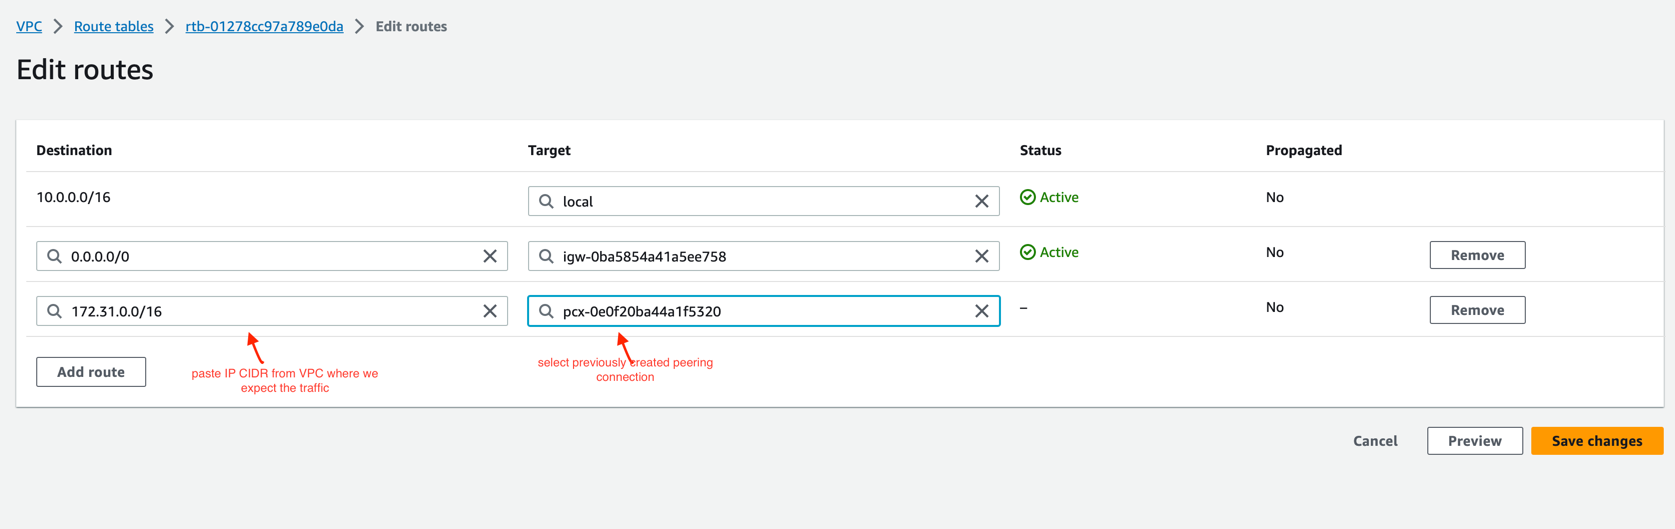 VPC > Route tables > rtb-01278cc97a789e0da > Edit routes
Edit routes
Destination Target Status Propagated
10.0.0.0/16 local Active No
0.0.0.0/0 igw-0ba5854a41a5ee758 Active No Remove
172.31.0.0/16 pcx-0e0f20ba44a1f5320 – No Remove
Add route
paste IP CIDR from VPC where we
expect the traffic
select previously created peering
connection
Cancel Preview Save changes